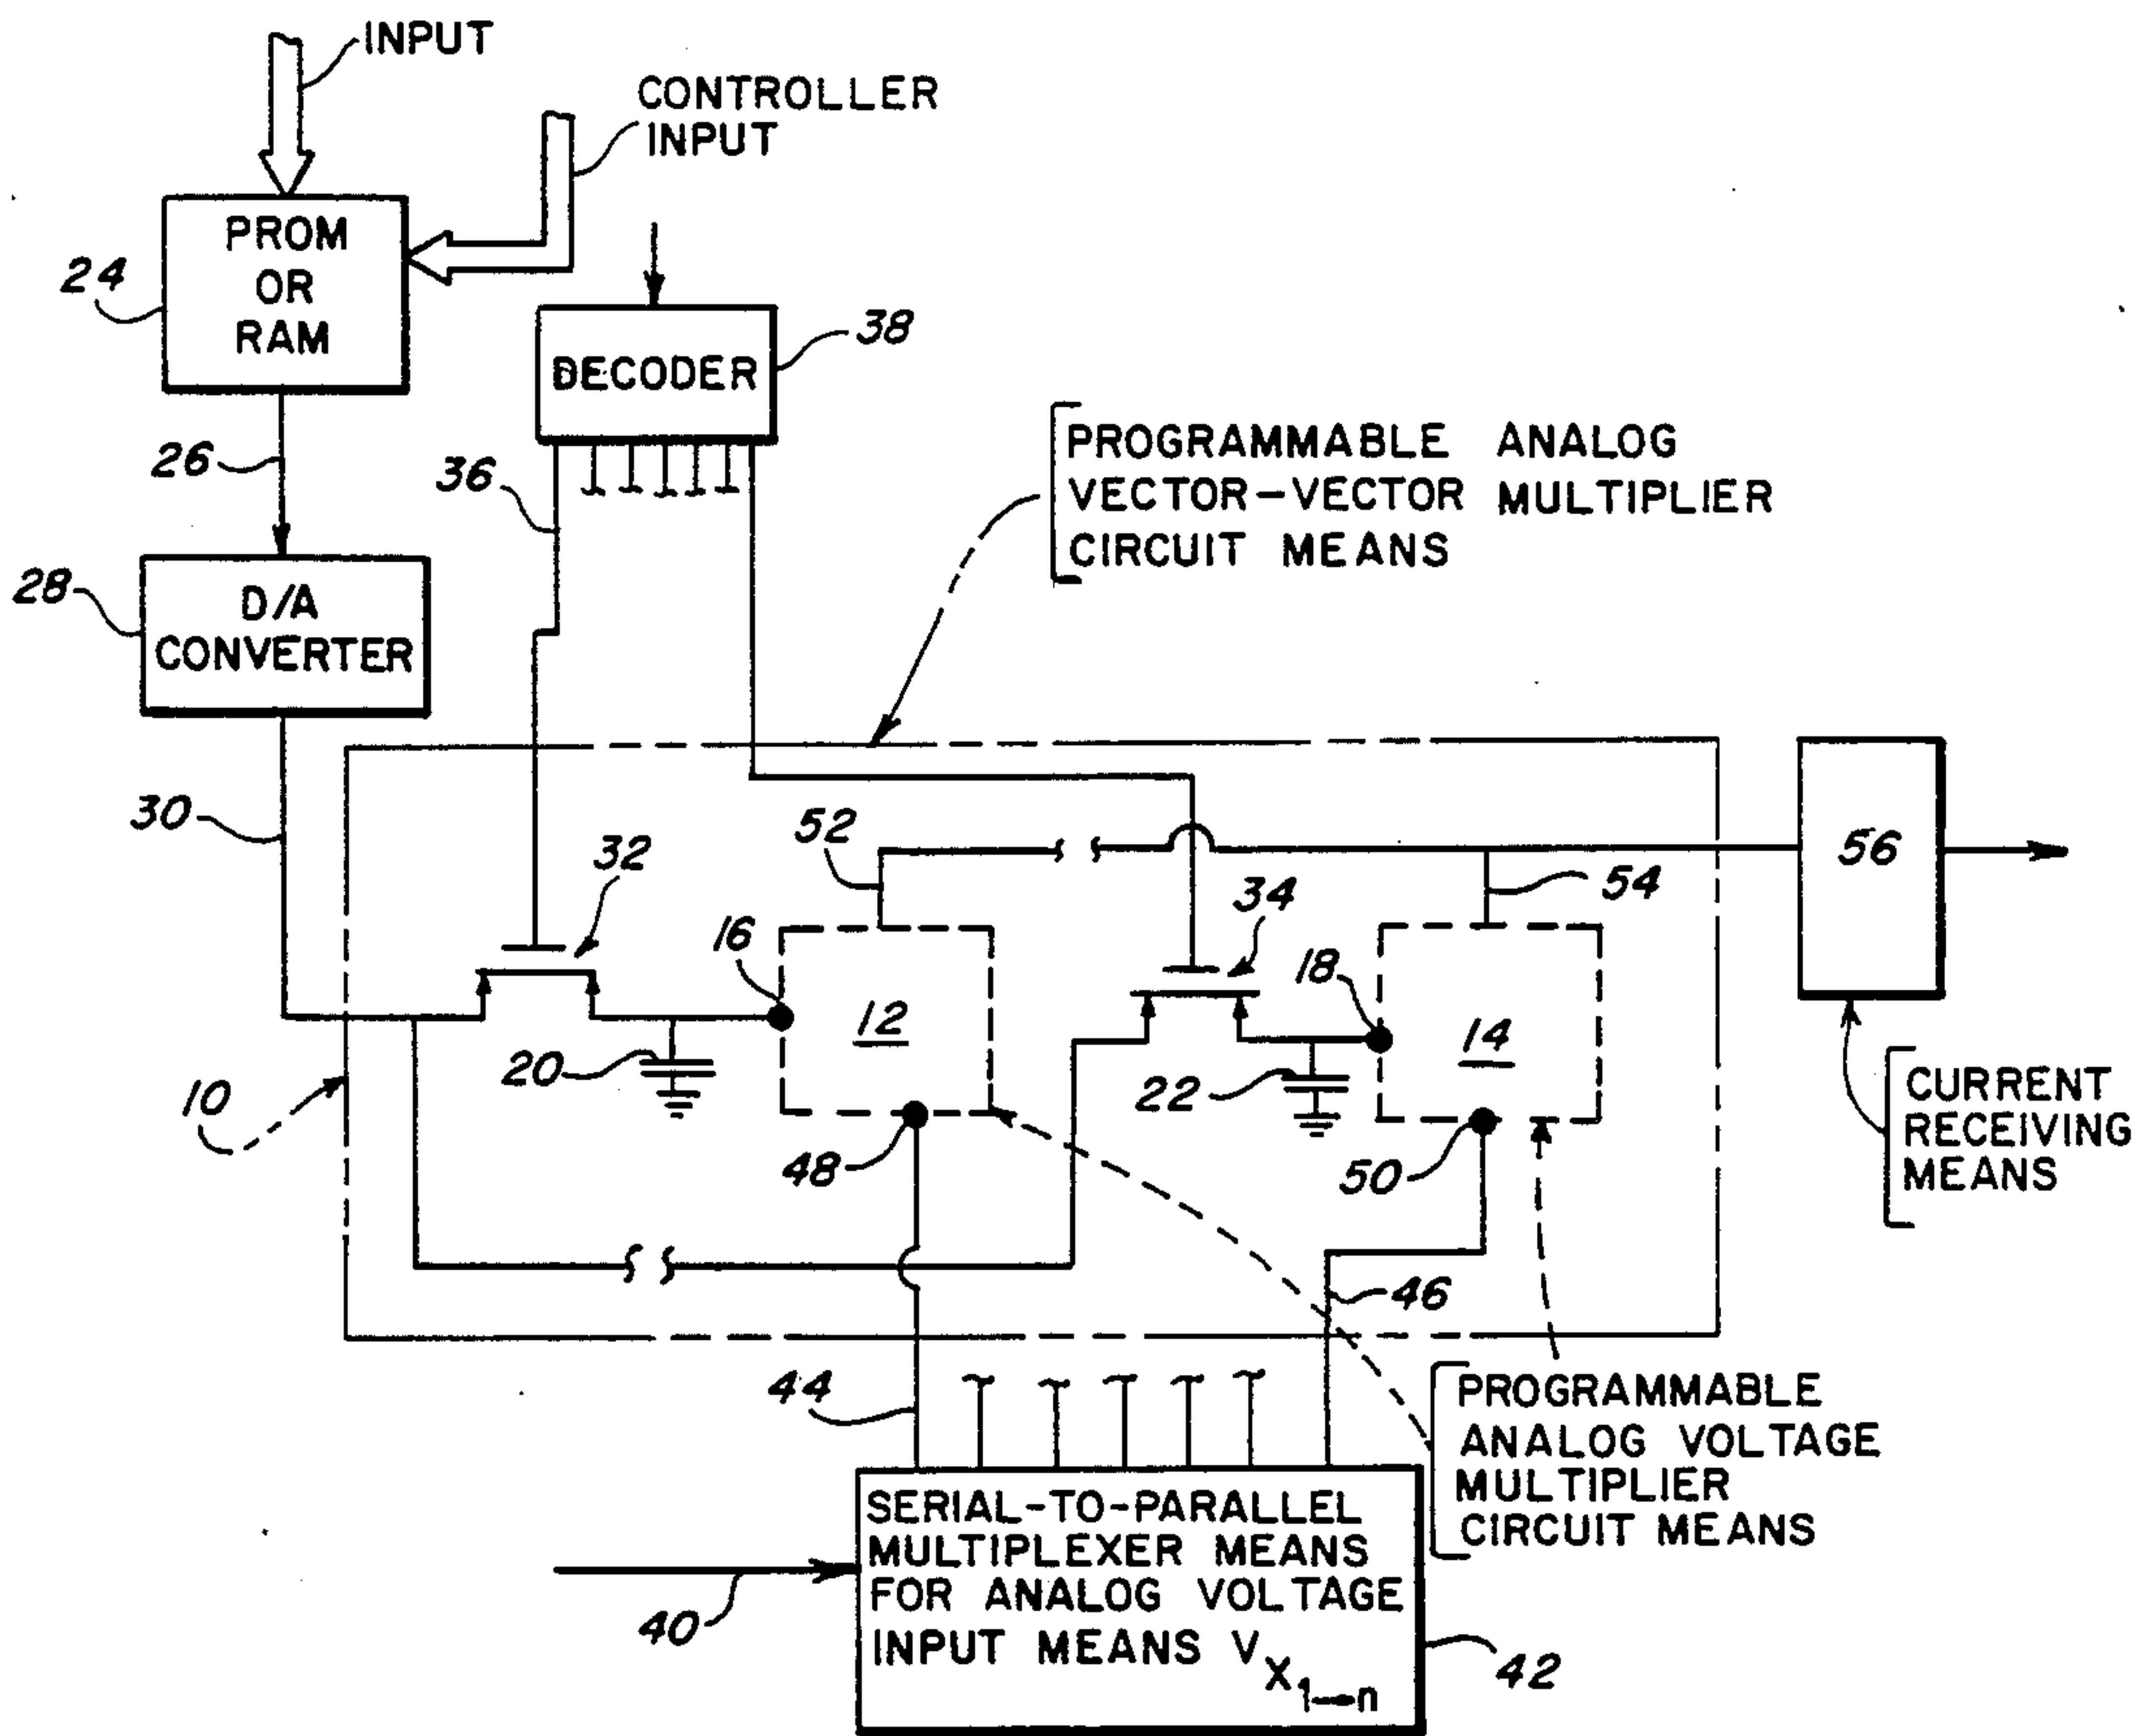 INPUT
CONTROLLER
INPUT
PROM
OR
RAM
24
DECODER
38
26
36
PROGRAMMABLE ANALOG
VECTOR-VECTOR MULTIPLIER
CIRCUIT MEANS
28
D/A
CONVERTER
30
32
52
34
54
56
16
12
18
14
20
22
10
48
50
CURRENT
RECEIVING
MEANS
46
44
PROGRAMMABLE
ANALOG VOLTAGE
MULTIPLIER
CIRCUIT MEANS
SERIAL-TO-PARALLEL
MULTIPLEXER MEANS
FOR ANALOG VOLTAGE
INPUT MEANS V X 1→n
40
42